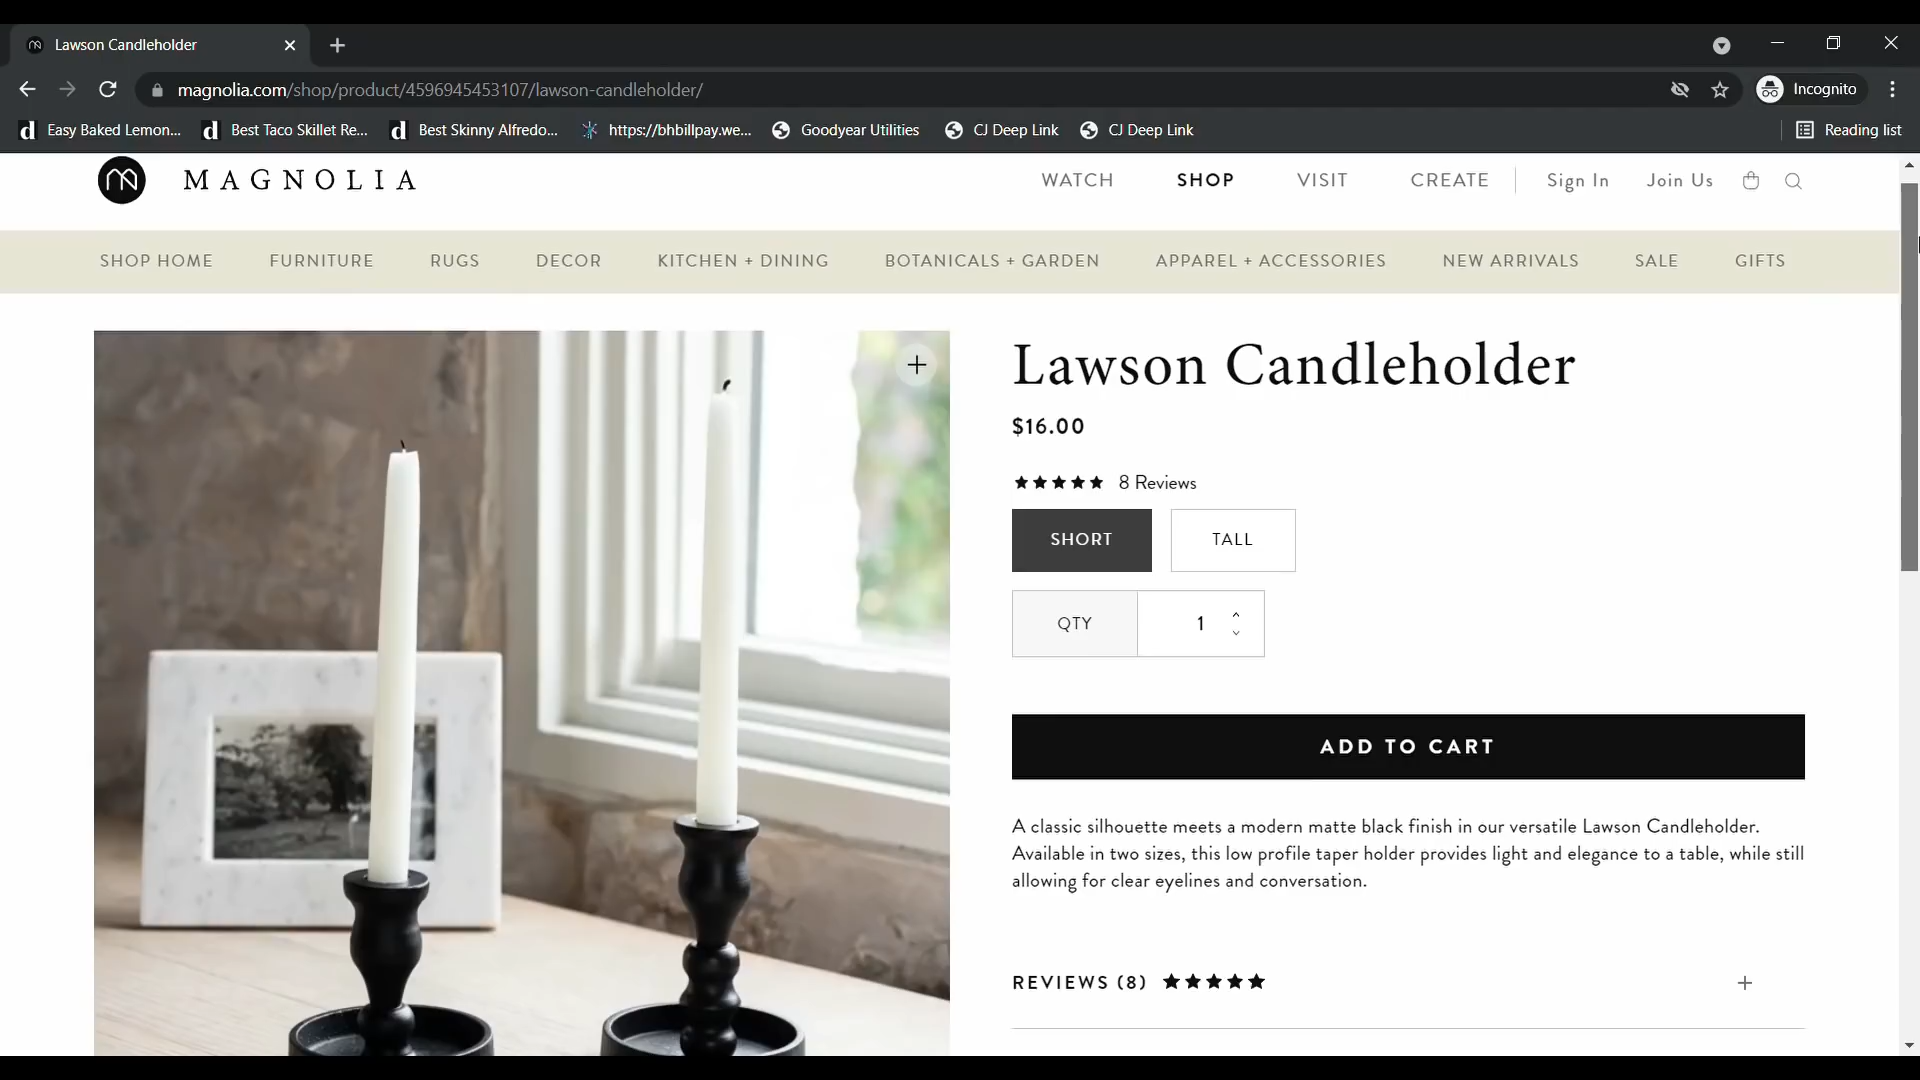 Lawson Candleholder
magnolia.com/shop/product/4596945453107/lawson-candleholder/
Incognito
Easy Baked Lemon...
Best Taco Skillet Re...
Best Skinny Alfredo...
https://bhbillpay.we...
Goodyear Utilities
CJ Deep Link
CJ Deep Link
Reading list
MAGNOLIA
WATCH
SHOP
VISIT
CREATE
Sign In
Join Us
SHOP HOME
FURNITURE
RUGS
DECOR
KITCHEN + DINING
BOTANICALS + GARDEN
APPAREL + ACCESSORIES
NEW ARRIVALS
SALE
GIFTS
Lawson Candleholder
$16.00
8 Reviews
SHORT
TALL
QTY
1
ADD TO CART
A classic silhouette meets a modern matte black finish in our versatile Lawson Candleholder.
Available in two sizes, this low profile taper holder provides light and elegance to a table, while still
allowing for clear eyelines and conversation.
REVIEWS (8)